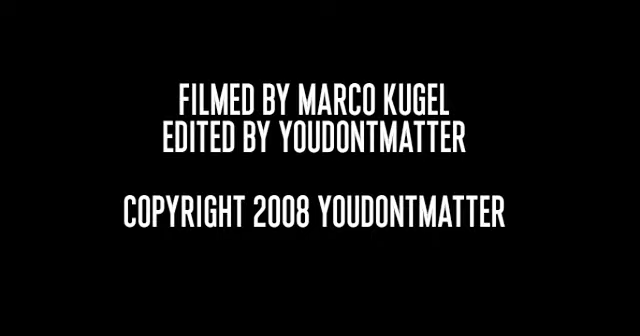 FILMED BY MARCO KUGEL
EDITED BY YOUDONTMATTER
COPYRIGHT 2008 YOUDONTMATTER